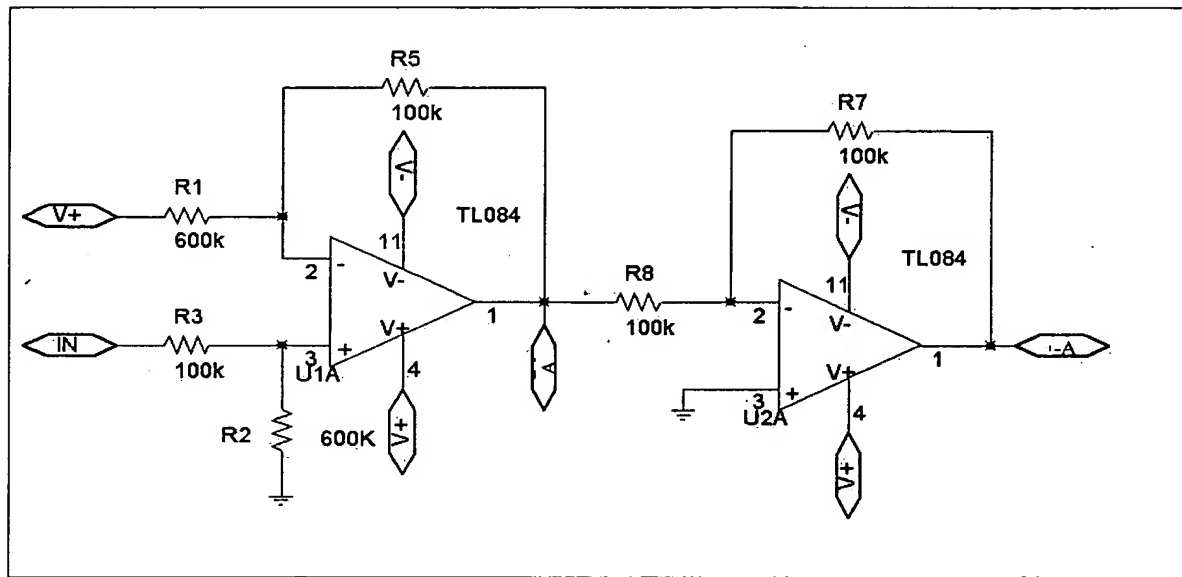 R5
100k
V-
R1
V+
600k
TL084
11
2
-
V-
1
R3
IN
100k
3
+
V+
U1A
4
R2
600K
V+
R8
100k
R7
100k
V-
TL084
11
2
-
V-
1
3
+
V+
U2A
4
V+